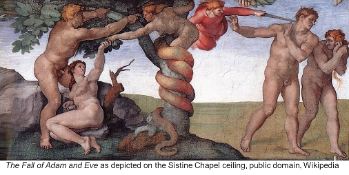 The Fall of Adam and Eve as depicted on the Sistine Chapel ceiling, public domain, Wikipedia